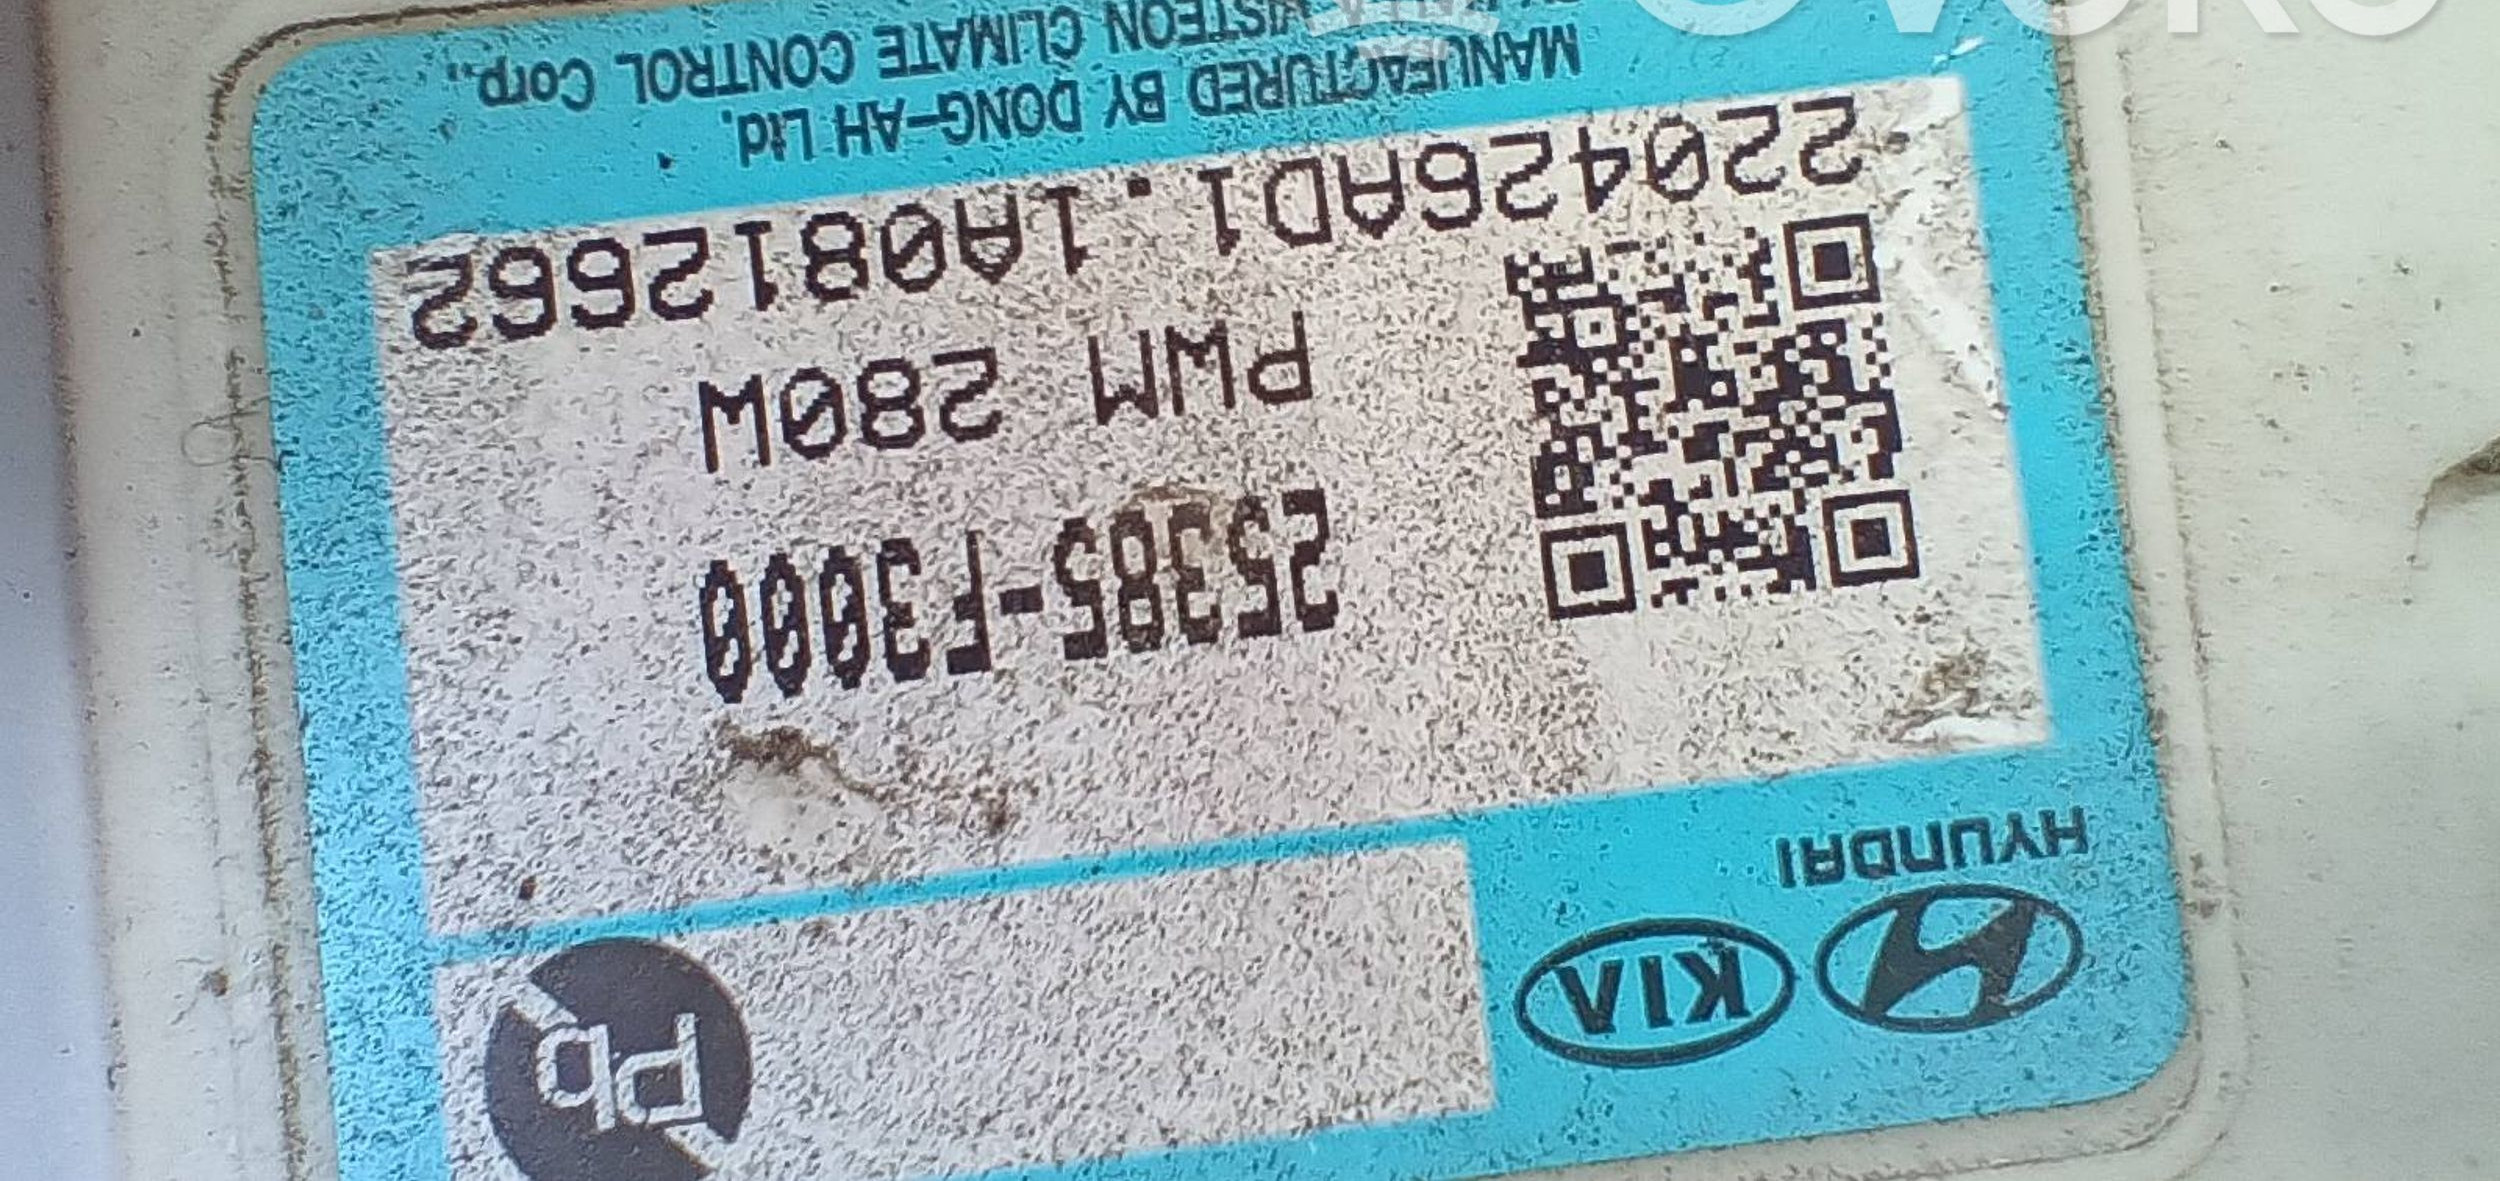 HYUNDAI
KIA
Pb
25385-F3000
PWM 280W
220426AD1.1A0812662
MANUFACTURED BY DONG-AH Ltd.
VISTEON CLIMATE CONTROL Corp.,